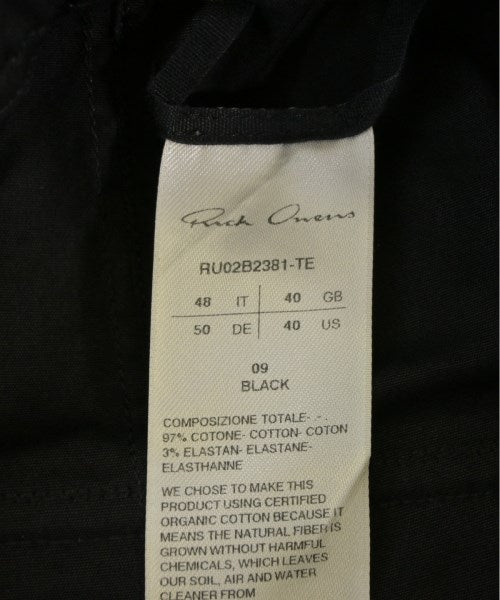 Rick Owens
RU02B2381-TE
48 IT 40 GB
50 DE 40 US
09
BLACK
COMPOSIZIONE TOTALE- .- .
97% COTONE- COTTON- COTON
3% ELASTAN- ELASTANE-
ELASTHANNE
WE CHOSE TO MAKE THIS
PRODUCT USING CERTIFIED
ORGANIC COTTON BECAUSE IT
MEANS THE NATURAL FIBER IS
GROWN WITHOUT HARMFUL
CHEMICALS, WHICH LEAVES
OUR SOIL, AIR AND WATER
CLEANER FROM